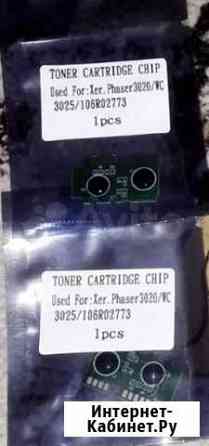 TONER CARTRIDGE CHIP
Used For:Xer.Phaser3020/WC
3025/106R02773
1pcs
TONER CARTRIDGE CHIP
Used For:Xer.Phaser3020/WC
3025/106R02773
1pcs
Интернет-
Кабинет.Ру